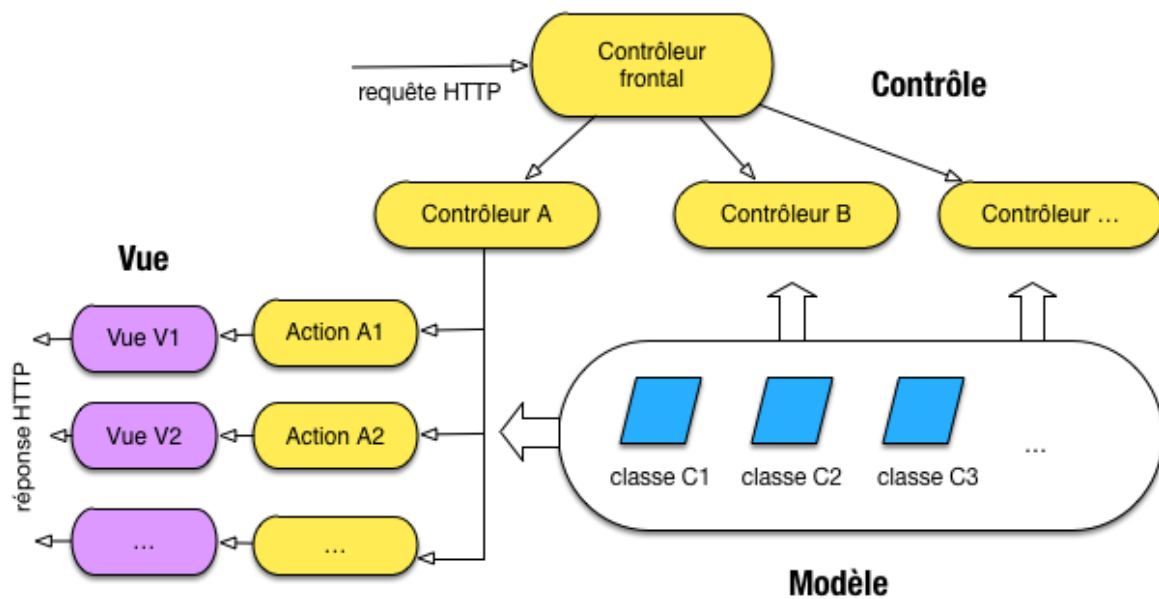 Contrôleur
frontal
requête HTTP
Contrôle
Contrôleur A
Contrôleur B
Contrôleur ...
Vue
Vue V1
Action A1
Vue V2
Action A2
...
...
réponse HTTP
classe C1
classe C2
classe C3
...
Modèle